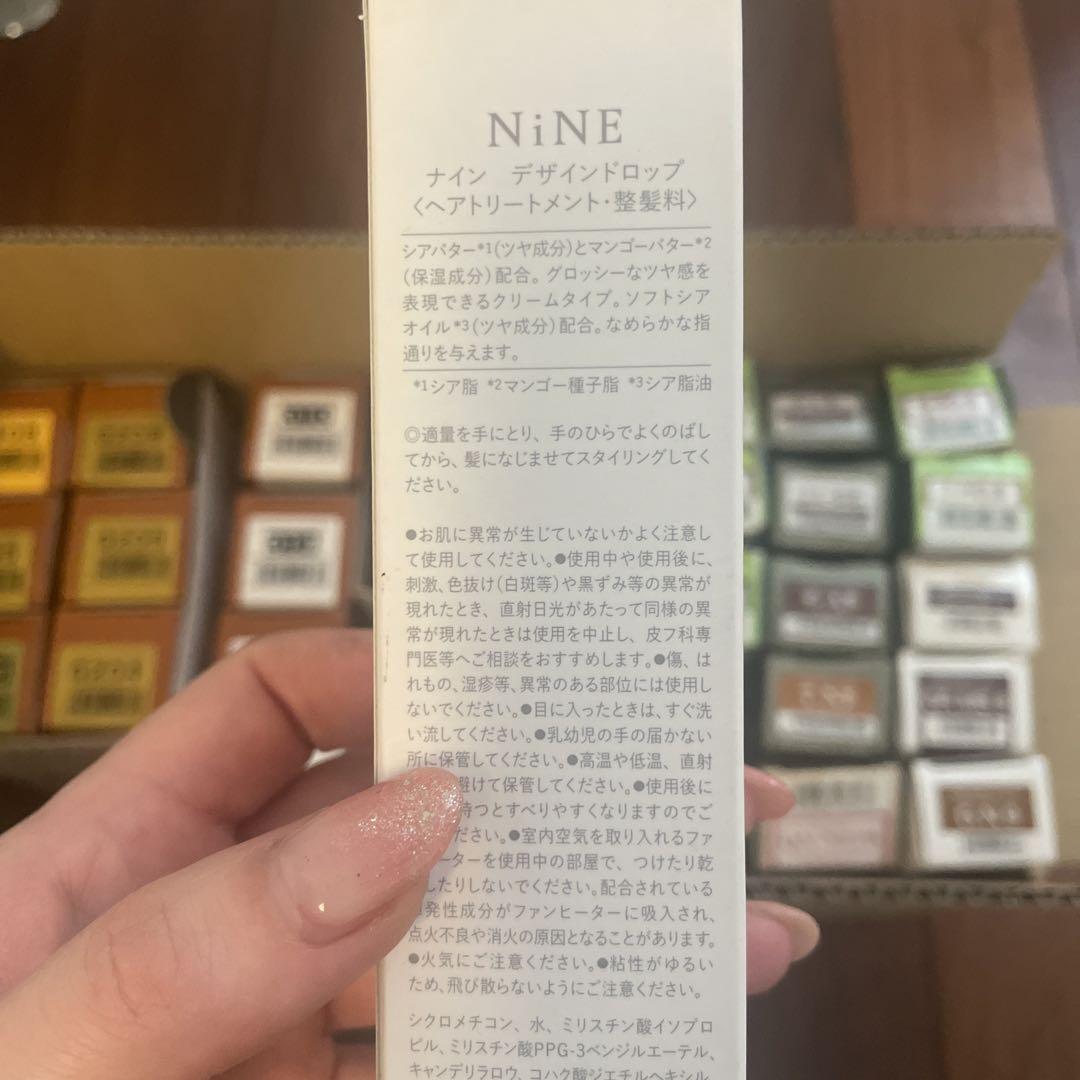 NiNE
ナイン デザインドロップ
〈ヘアトリートメント・整髪料〉
シアバター*1(ツヤ成分)とマンゴーバター*2
(保湿成分)配合。グロッシーなツヤ感を
表現できるクリームタイプ。ソフトシア
オイル*3(ツヤ成分)配合。なめらかな指
通りを与えます。
*1シア脂 *2マンゴー種子脂 *3シア脂油
◎適量を手にとり、手のひらでよくのばし
てから、髪になじませてスタイリングしてく
ださい。
●お肌に異常が生じていないかよく注意し
て使用してください。●使用中や使用後に、
刺激、色抜け(白斑等)や黒ずみ等の異常が
現れたとき、直射日光があたって同様の異
常が現れたときは使用を中止し、皮フ科専
門医等へご相談をおすすめします。●傷、は
れもの、湿疹等、異常のある部位には使用し
ないでください。●目に入ったときは、すぐ洗
い流してください。●乳幼児の手の届かない
所に保管してください。●高温や低温、直射
避けて保管してください。●使用後に
持つとすべりやすくなりますのでご
ださい。●室内空気を取り入れるファ
ーターを使用中の部屋で、つけたり乾
したりしないでください。配合されている
発性成分がファンヒーターに吸入され、
点火不良や消火の原因となることがあります。
●火気にご注意ください。●粘性がゆるい
ため、飛び散らないようにご注意ください。
シクロメチコン、水、ミリスチン酸イソプロ
ピル、ミリスチン酸PPG-3ベンジルエーテル、
キャンデリラロウ、コハク酸ジエチルヘキシル